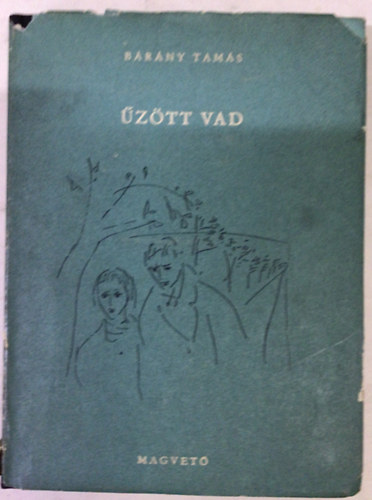 BÁRÁNY TAMÁS
ŰZÖTT VAD
MAGVETŐ